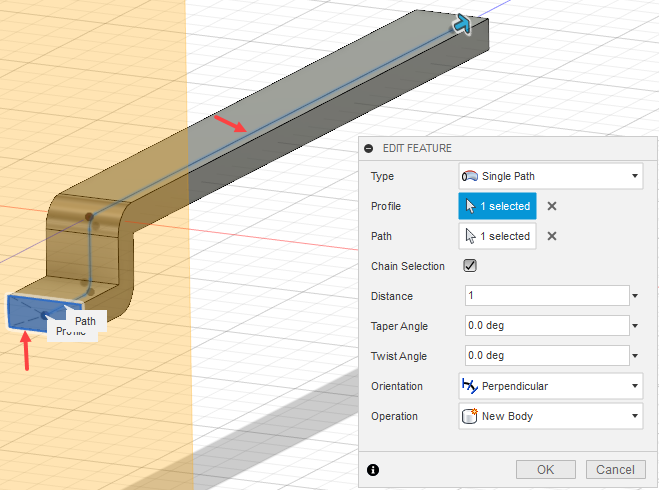 EDIT FEATURE
Type Single Path
Profile 1 selected
Path 1 selected
Chain Selection
Distance 1
Taper Angle 0.0 deg
Twist Angle 0.0 deg
Orientation Perpendicular
Operation New Body
Path
Profile
OK Cancel